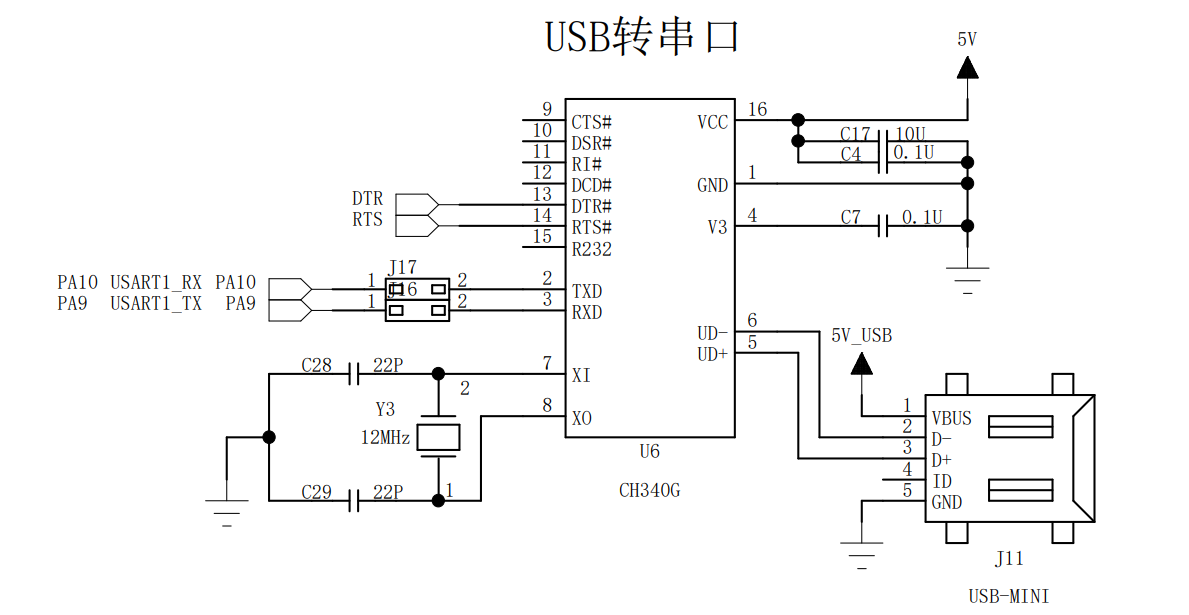 USB转串口
5V
9 CTS#
10 DSR#
11 RI#
12 DCD#
DTR 13 DTR#
RTS 14 RTS#
15 R232
VCC 16
C17 10U
C4 0.1U
GND 1
V3 4 C7 0.1U
J17
PA10 USART1_RX PA10 1 2 2 TXD
J16
PA9 USART1_TX PA9 1 2 3 RXD
UD- 6
UD+ 5
5V_USB
C28 22P 7 XI
2
Y3
12MHz
8 XO
C29 22P 1
U6
CH340G
1 VBUS
2 D-
3 D+
4 ID
5 GND
J11
USB-MINI